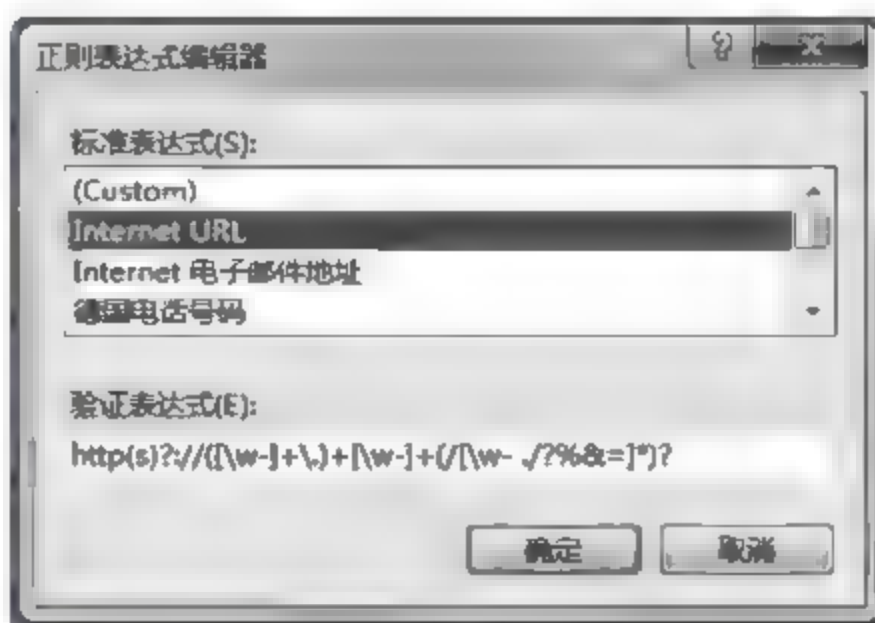 正则表达式编辑器
标准表达式(S):
(Custom)
Internet URL
Internet 电子邮件地址
德国电话号码
验证表达式(E):
http(s)?://([\w-]+\.)+[\w-]+(/[\w- ./?%&=]*)?
确定
取消